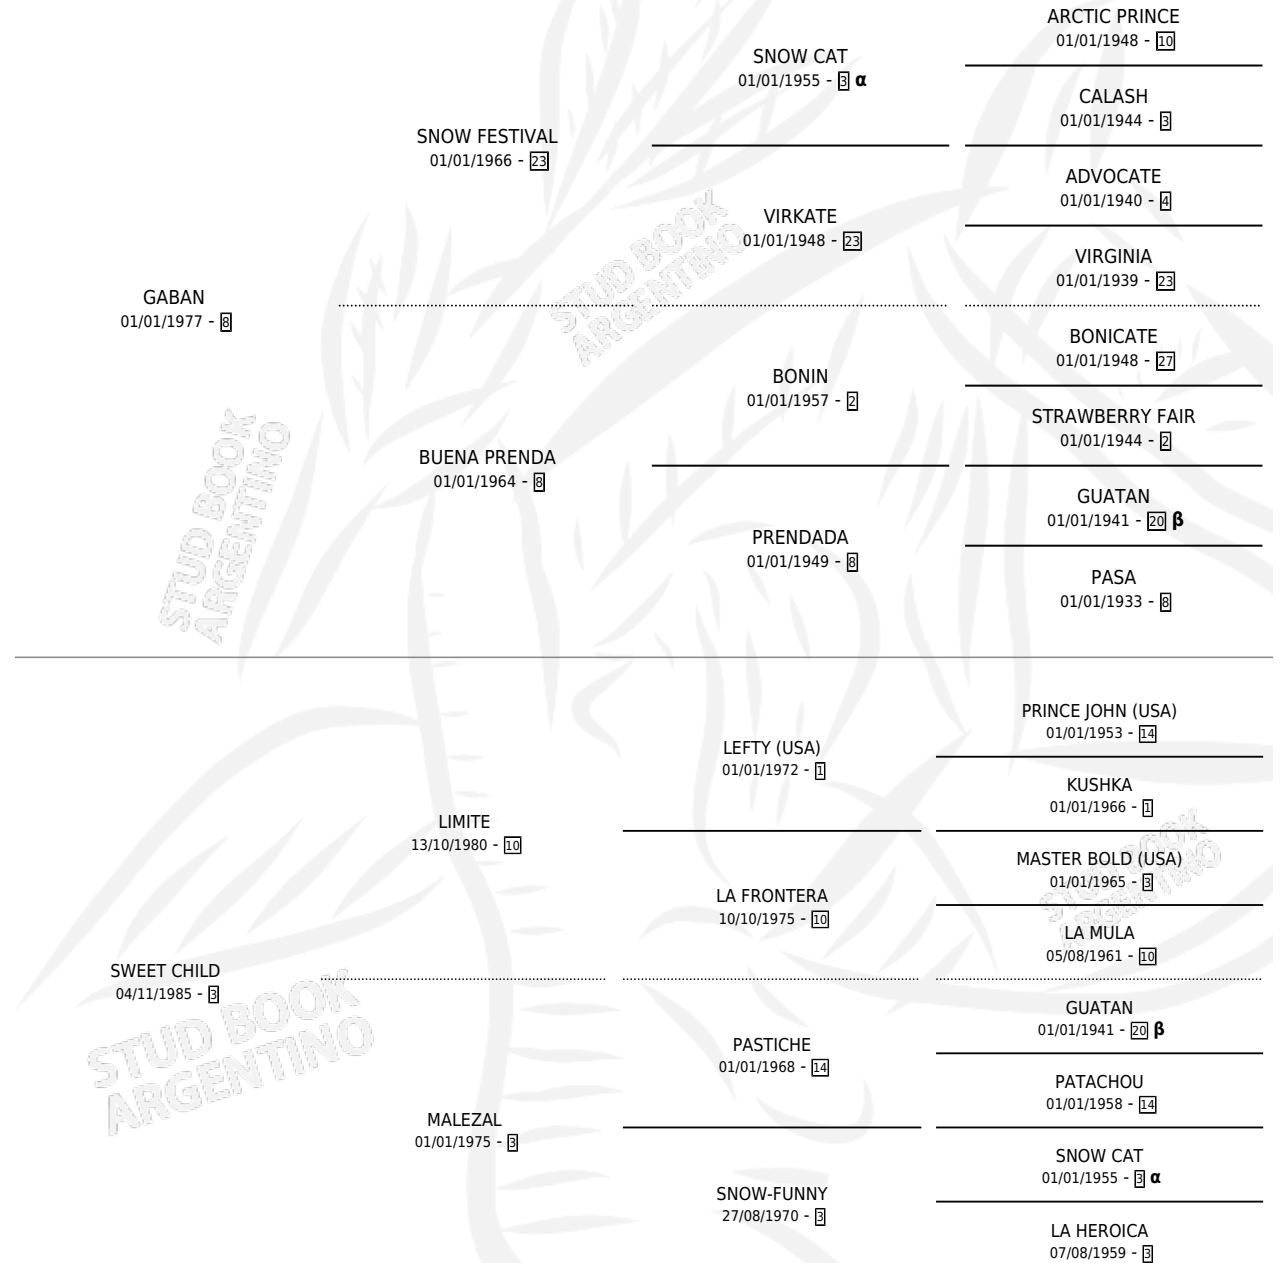 ARCTIC PRINCE
01/01/1948 - 10
SNOW CAT
01/01/1955 - 3 α
CALASH
01/01/1944 - 3
SNOW FESTIVAL
01/01/1966 - 23
ADVOCATE
01/01/1940 - 4
VIRKATE
01/01/1948 - 23
VIRGINIA
01/01/1939 - 23
GABAN
01/01/1977 - 8
BONICATE
01/01/1948 - 27
BONIN
01/01/1957 - 2
STRAWBERRY FAIR
01/01/1944 - 2
BUENA PRENDA
01/01/1964 - 8
GUATAN
01/01/1941 - 20 β
PRENDADA
01/01/1949 - 8
PASA
01/01/1933 - 8
PRINCE JOHN (USA)
01/01/1953 - 14
LEFTY (USA)
01/01/1972 - 1
KUSHKA
01/01/1966 - 1
LIMITE
13/10/1980 - 10
MASTER BOLD (USA)
01/01/1965 - 3
LA FRONTERA
10/10/1975 - 10
LA MULA
05/08/1961 - 10
SWEET CHILD
04/11/1985 - 3
GUATAN
01/01/1941 - 20 β
PASTICHE
01/01/1968 - 14
PATACHOU
01/01/1958 - 14
MALEZAL
01/01/1975 - 3
SNOW CAT
01/01/1955 - 3 α
SNOW-FUNNY
27/08/1970 - 3
LA HEROICA
07/08/1959 - 3
STUD BOOK
ARGENTINO
STUD BOOK
ARGENTINO
STUD BOOK
ARGENTINO
STUD BOOK
ARGENTINO